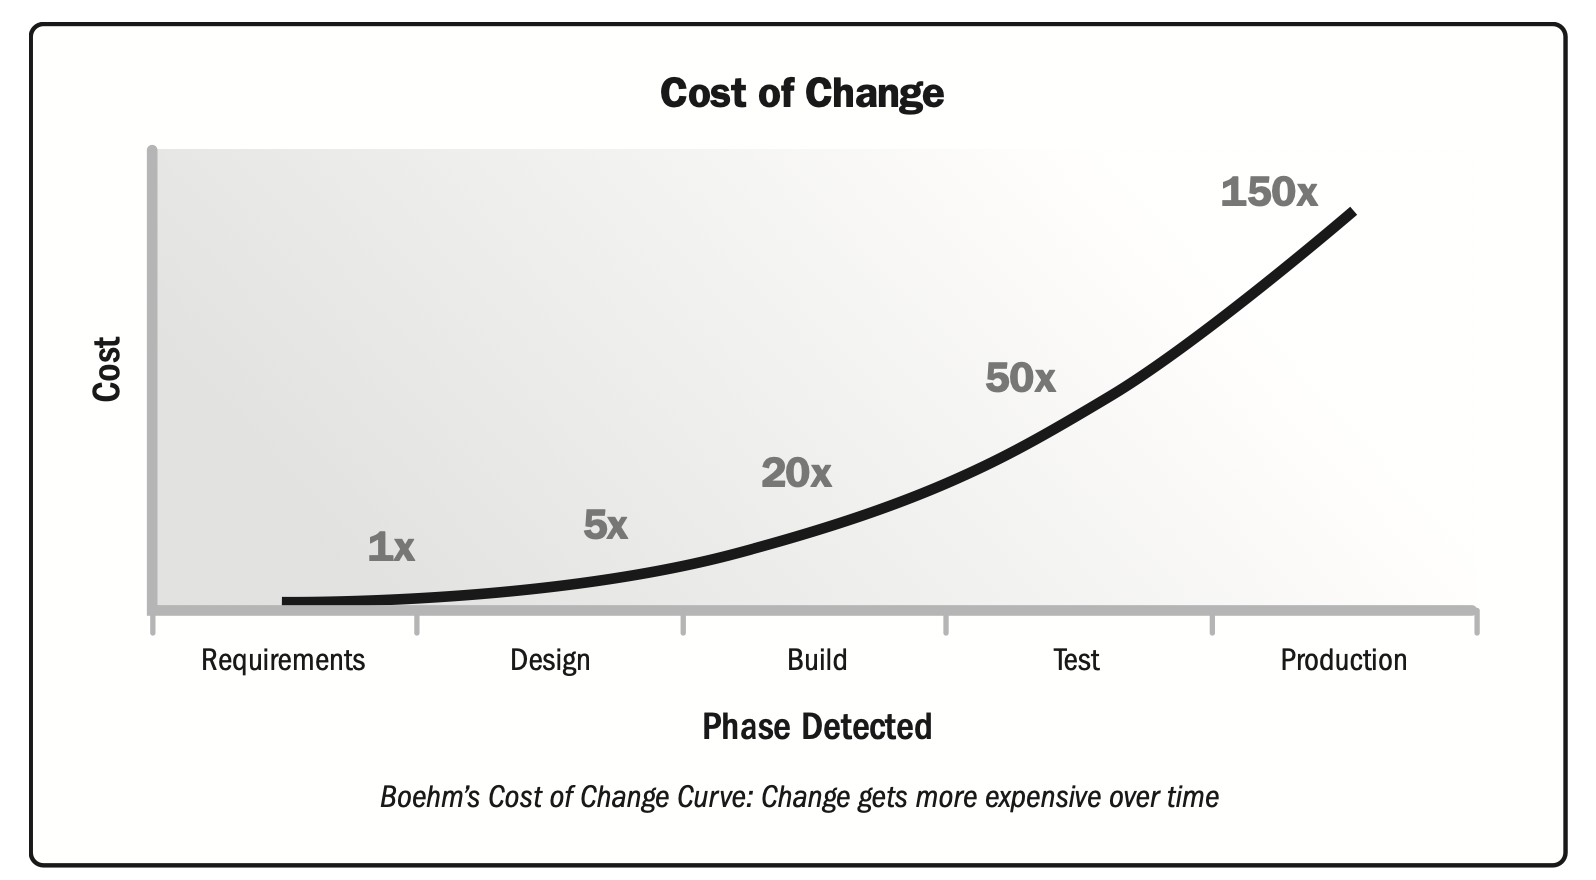 Cost of Change
150x
50x
20x
5x
1x
Cost
Requirements
Design
Build
Test
Production
Phase Detected
Boehm’s Cost of Change Curve: Change gets more expensive over time